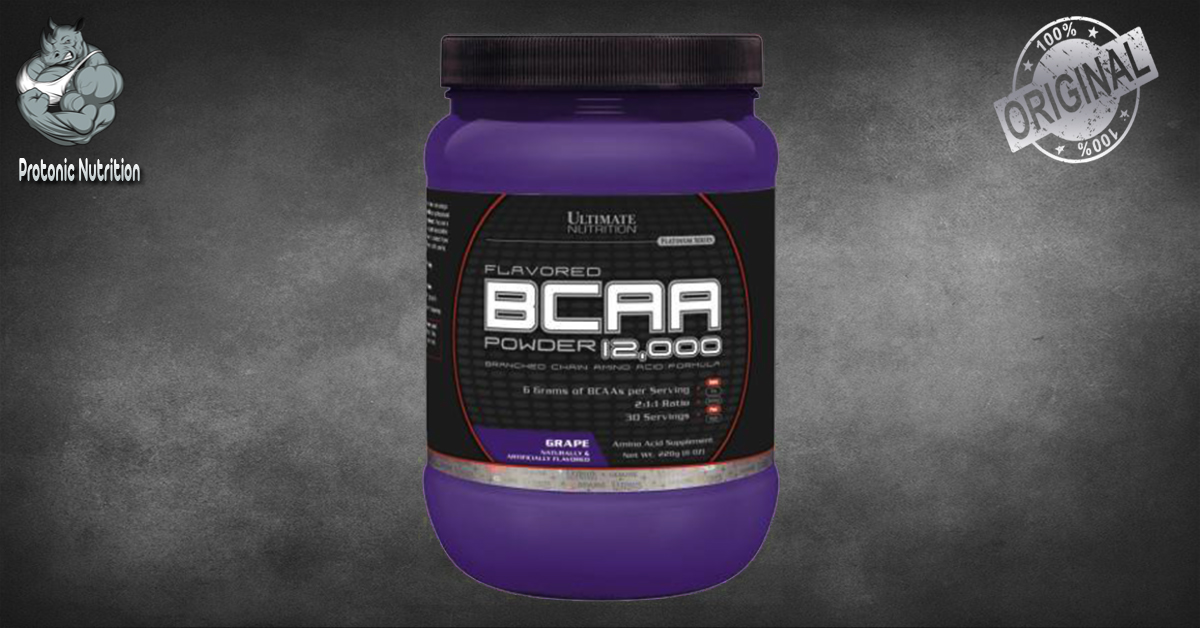 Protonic Nutrition
100%
ORIGINAL
100%
ULTIMATE
NUTRITION
PLATINUM SERIES
FLAVORED
BCAA
POWDER 12,000
BRANCHED CHAIN AMINO ACID FORMULA
6 Grams of BCAAs per Serving
2:1:1 Ratio
30 Servings
GRAPE
NATURALLY &
ARTIFICIALLY FLAVORED
Amino Acid Supplement
Net Wt.